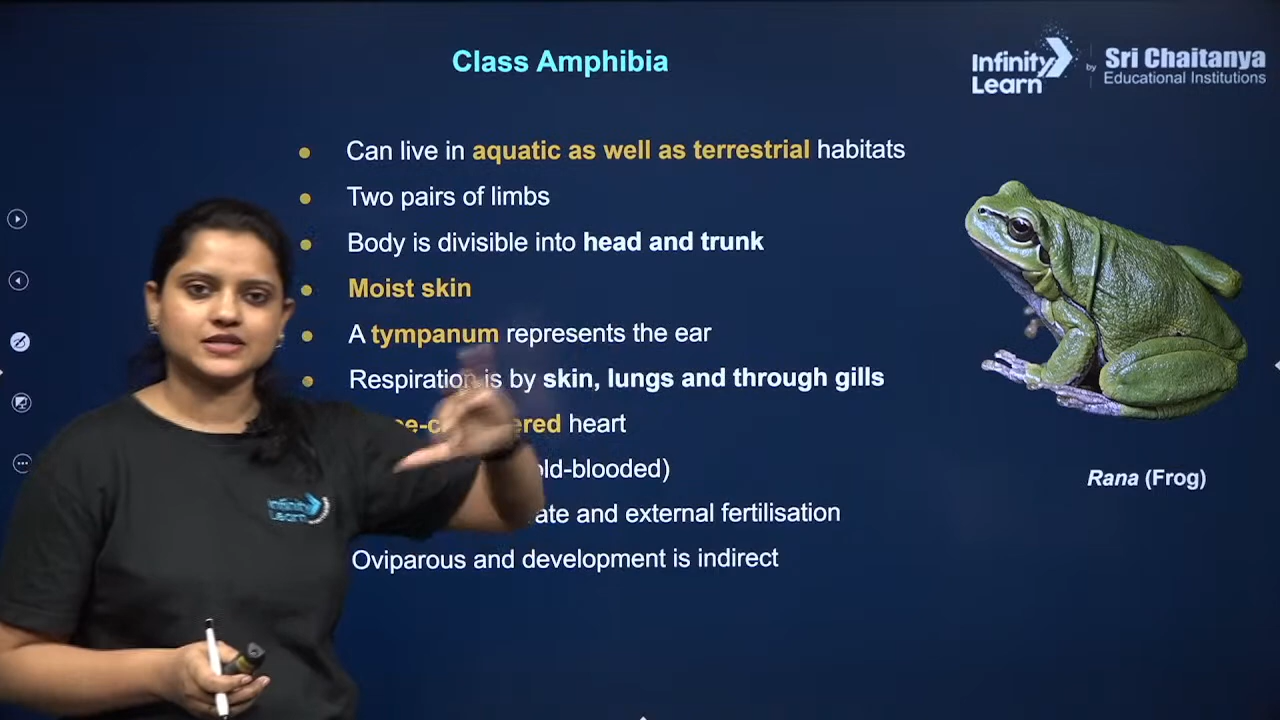 Class Amphibia
Infinity Learn
by
Sri Chaitanya
Educational Institutions
Can live in aquatic as well as terrestrial habitats
Two pairs of limbs
Body is divisible into head and trunk
Moist skin
A tympanum represents the ear
Respiration is by skin, lungs and through gills
heart
and external fertilisation
Oviparous and development is indirect
Rana (Frog)
Infinity Learn